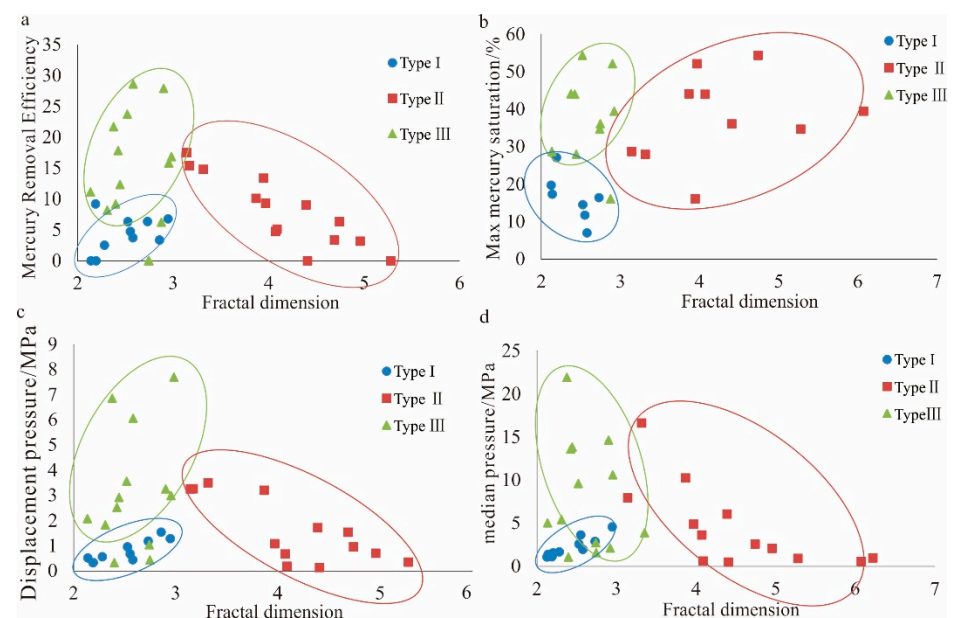 a
Mercury Removal Efficiency
35
30
25
20
15
10
5
0
2 3 4 5 6
Fractal dimension
Type I
Type II
Type III
b
Max mercury saturation/%
60
50
40
30
20
10
0
2 3 4 5 6 7
Fractal dimension
Type I
Type II
Type III
c
Displacement pressure/MPa
9
8
7
6
5
4
3
2
1
0
2 3 4 5 6
Fractal dimension
Type I
Type II
Type III
d
median pressure/MPa
25
20
15
10
5
0
2 3 4 5 6 7
Fractal dimension
Type I
Type II
TypeIII